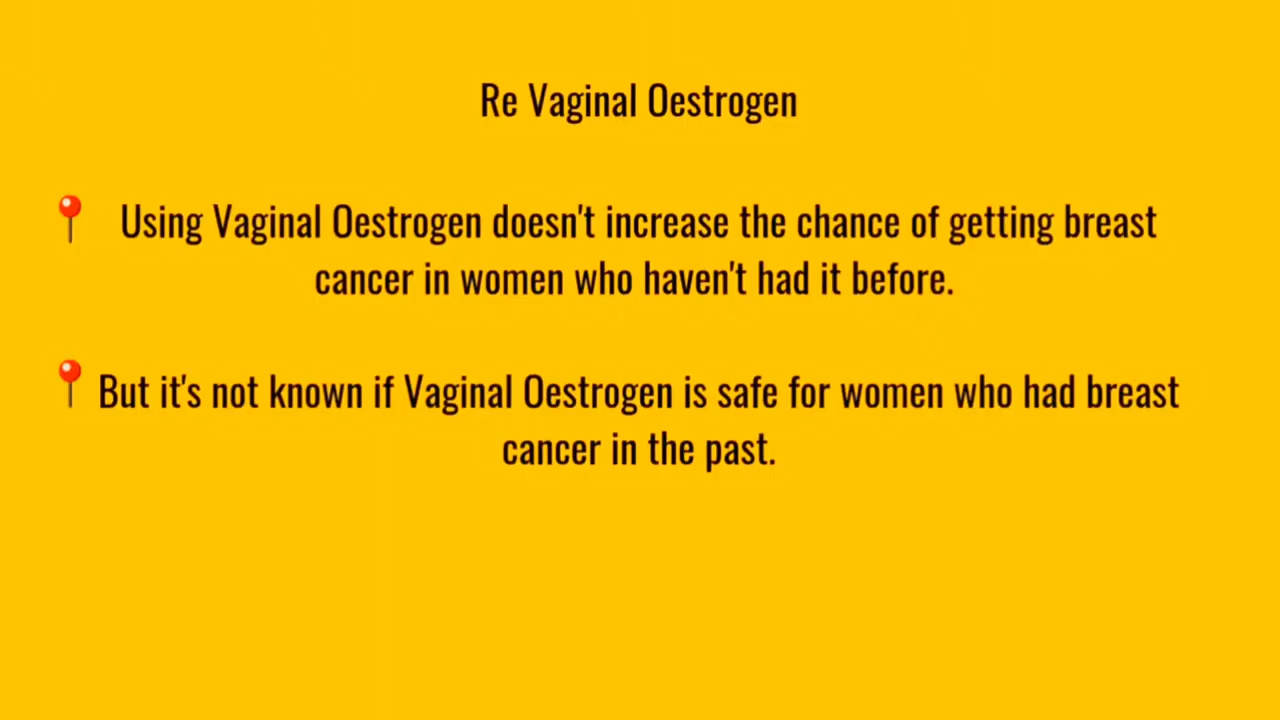 Re Vaginal Oestrogen
📍 Using Vaginal Oestrogen doesn't increase the chance of getting breast
cancer in women who haven't had it before.
📍 But it's not known if Vaginal Oestrogen is safe for women who had breast
cancer in the past.